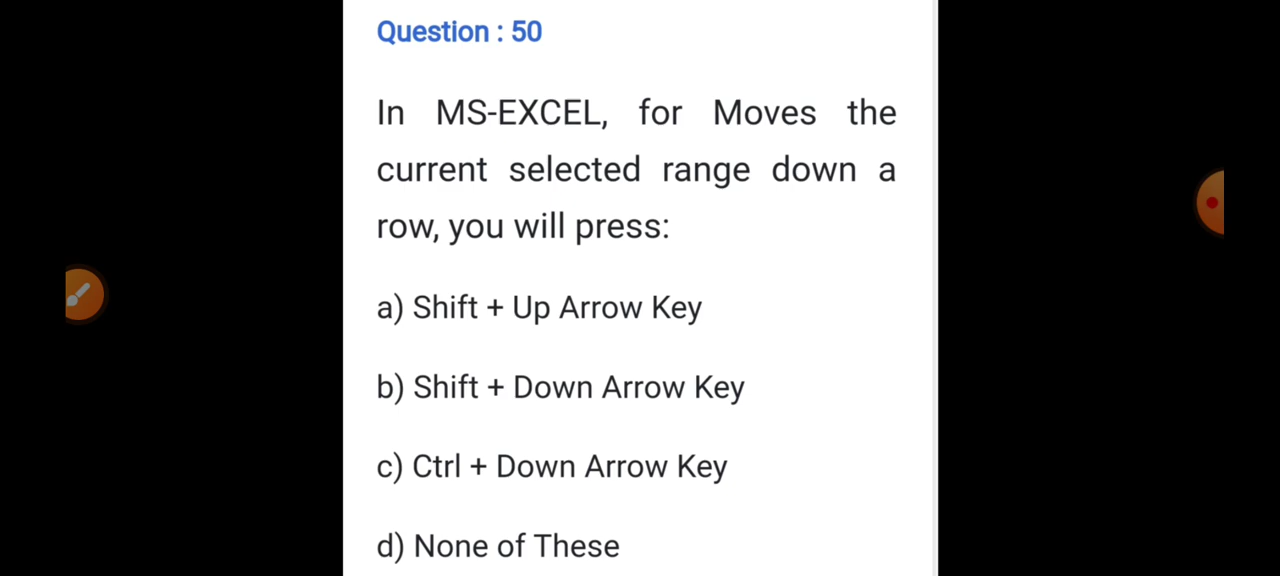 Question : 50
In MS-EXCEL, for Moves the
current selected range down a
row, you will press:
a) Shift + Up Arrow Key
b) Shift + Down Arrow Key
c) Ctrl + Down Arrow Key
d) None of These